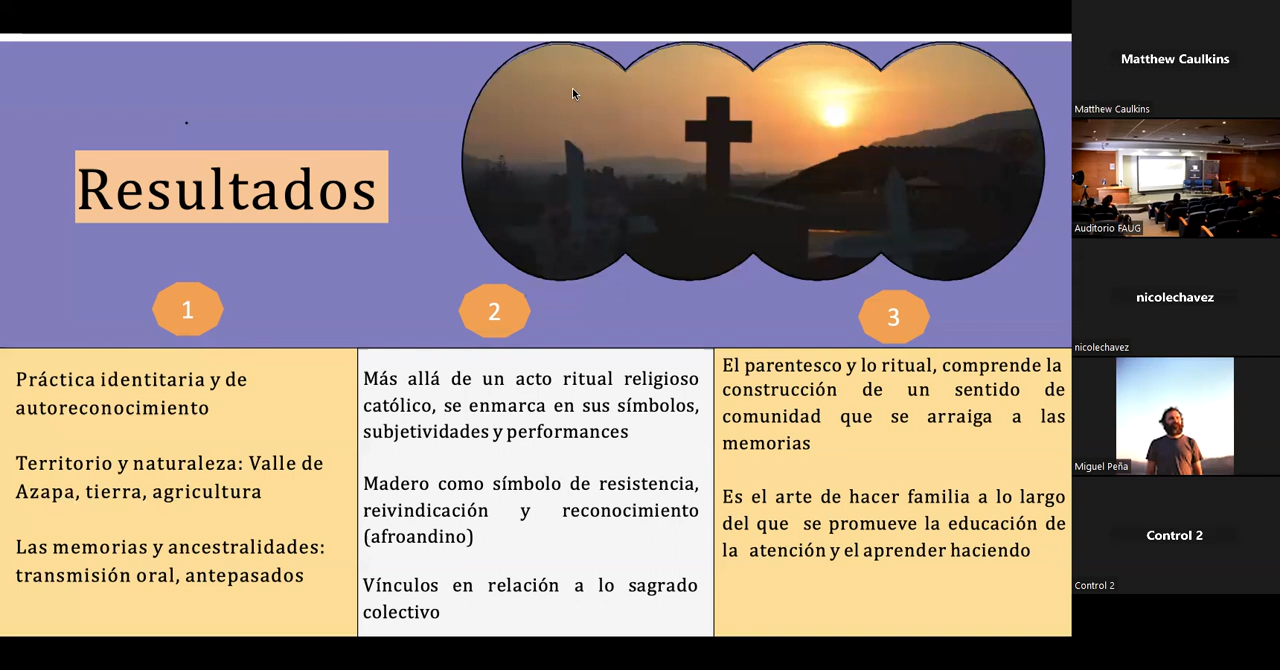 Resultados
1
2
3
Práctica identitaria y de
autoreconocimiento
Territorio y naturaleza: Valle de
Azapa, tierra, agricultura
Las memorias y ancestralidades:
transmisión oral, antepasados
Más allá de un acto ritual religioso
católico, se enmarca en sus símbolos,
subjetividades y performances
Madero como símbolo de resistencia,
reivindicación y reconocimiento
(afroandino)
Vínculos en relación a lo sagrado
colectivo
El parentesco y lo ritual, comprende la
construcción de un sentido de
comunidad que se arraiga a las
memorias
Es el arte de hacer familia a lo largo
del que se promueve la educación de
la atención y el aprender haciendo
Matthew Caulkins
Matthew Caulkins
Auditorio FAUG
nicolechavez
nicolechavez
Miguel Peña
Control 2
Control 2